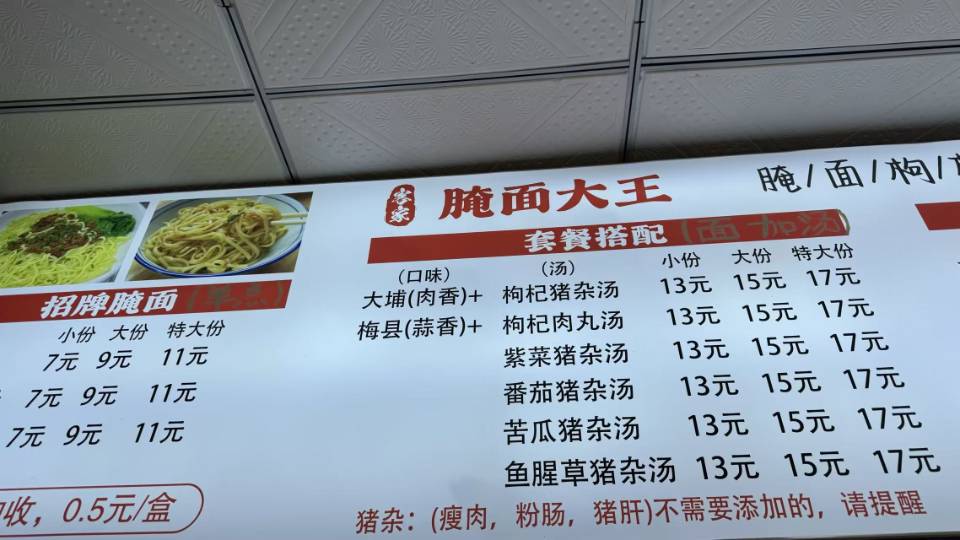 客家 腌面大王
腌/面/枸/
招牌腌面(单点)
小份 大份 特大份
7元 9元 11元
7元 9元 11元
7元 9元 11元
收，0.5元/盒
套餐搭配(面加汤)
（口味） （汤） 小份 大份 特大份
大埔(肉香)+ 枸杞猪杂汤 13元 15元 17元
梅县(蒜香)+ 枸杞肉丸汤 13元 15元 17元
紫菜猪杂汤 13元 15元 17元
番茄猪杂汤 13元 15元 17元
苦瓜猪杂汤 13元 15元 17元
鱼腥草猪杂汤 13元 15元 17元
猪杂：(瘦肉，粉肠，猪肝)不需要添加的，请提醒